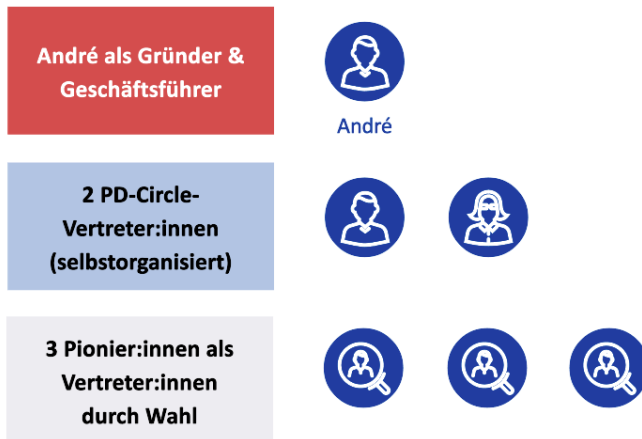 André als Gründer &
Geschäftsführer
André
2 PD-Circle-
Vertreter:innen
(selbstorganisiert)
3 Pionier:innen als
Vertreter:innen
durch Wahl